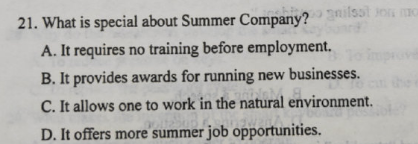 21. What is special about Summer Company?
A. It requires no training before employment.
B. It provides awards for running new businesses.
C. It allows one to work in the natural environment.
D. It offers more summer job opportunities.